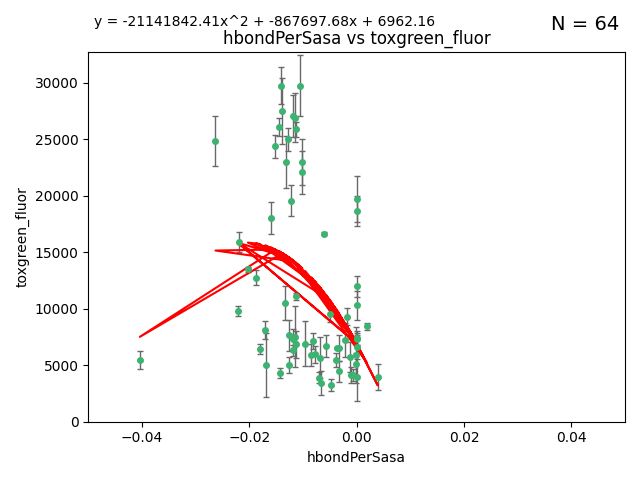 y = -21141842.41x^2 + -867697.68x + 6962.16
N = 64
hbondPerSasa vs toxgreen_fluor
30000
25000
20000
15000
10000
5000
0
toxgreen_fluor
−0.04
−0.02
0.00
0.02
0.04
hbondPerSasa